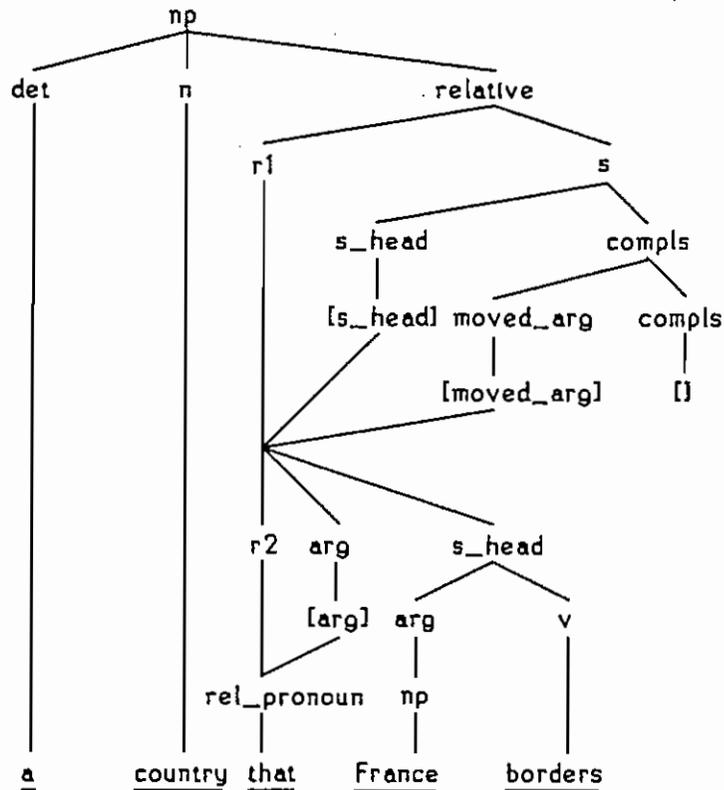 np
det n relative
r1 s
s_head compls
[s_head] moved_arg compls
[moved_arg] []
r2 arg s_head
[arg] arg v
rel_pronoun np
a country that France borders